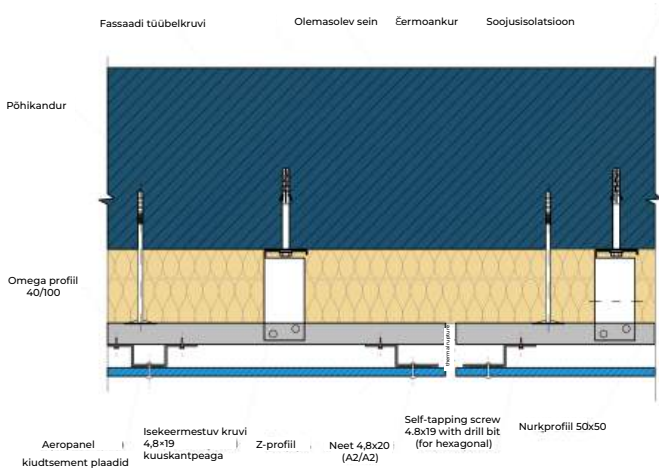 Fassaadi tüübelkruvi
Olemasolev sein
čermoankur
Soojusisolatsioon
Põhikandur
Omega profiil
40/100
Aeropanel
kiudtsement plaadid
Isekeermestuv kruvi
4,8×19
kuuskantpeaga
Z-profiil
Neet 4,8x20
(A2/A2)
Self-tapping screw
4.8x19 with drill bit
(for hexagonal)
Nurkprofiil 50x50